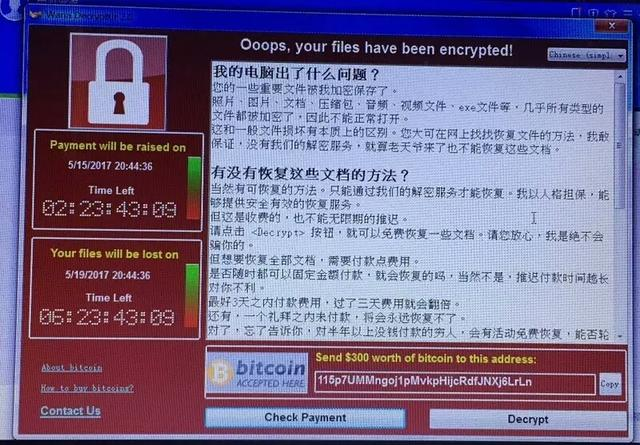 Wana Decrypt0r 2.0
Ooops, your files have been encrypted!
Chinese (simpl
Payment will be raised on
5/15/2017 20:44:36
Time Left
02:23:43:09
Your files will be lost on
5/19/2017 20:44:36
Time Left
06:23:43:09
About bitcoin
How to buy bitcoins?
Contact Us
我的电脑出了什么问题？
您的一些重要文件被我加密保存了。
照片、图片、文档、压缩包、音频、视频文件、exe文件等，几乎所有类型的
文件都被加密了，因此不能正常打开。
这和一般文件损坏有本质上的区别。您大可在网上找找恢复文件的方法，我敢
保证，没有我们的解密服务，就算老天爷来了也不能恢复这些文档。
有没有恢复这些文档的方法？
当然有可恢复的方法。只能通过我们的解密服务才能恢复。我以人格担保，能
够提供安全有效的恢复服务。
但这是收费的，也不能无限期的推迟。
请点击 <Decrypt> 按钮，就可以免费恢复一些文档。请您放心，我是绝不会
骗你的。
但想要恢复全部文档，需要付款点费用。
是否随时都可以固定金额付款，就会恢复的吗，当然不是，推迟付款时间越长
对你不利。
最好3天之内付款费用，过了三天费用就会翻倍。
还有，一个礼拜之内未付款，将会永远恢复不了。
对了，忘了告诉你，对半年以上没钱付款的穷人，会有活动免费恢复，能否轮
bitcoin
ACCEPTED HERE
Send $300 worth of bitcoin to this address:
115p7UMMngoj1pMvkpHijcRdfJNXj6LrLn
Copy
Check Payment
Decrypt